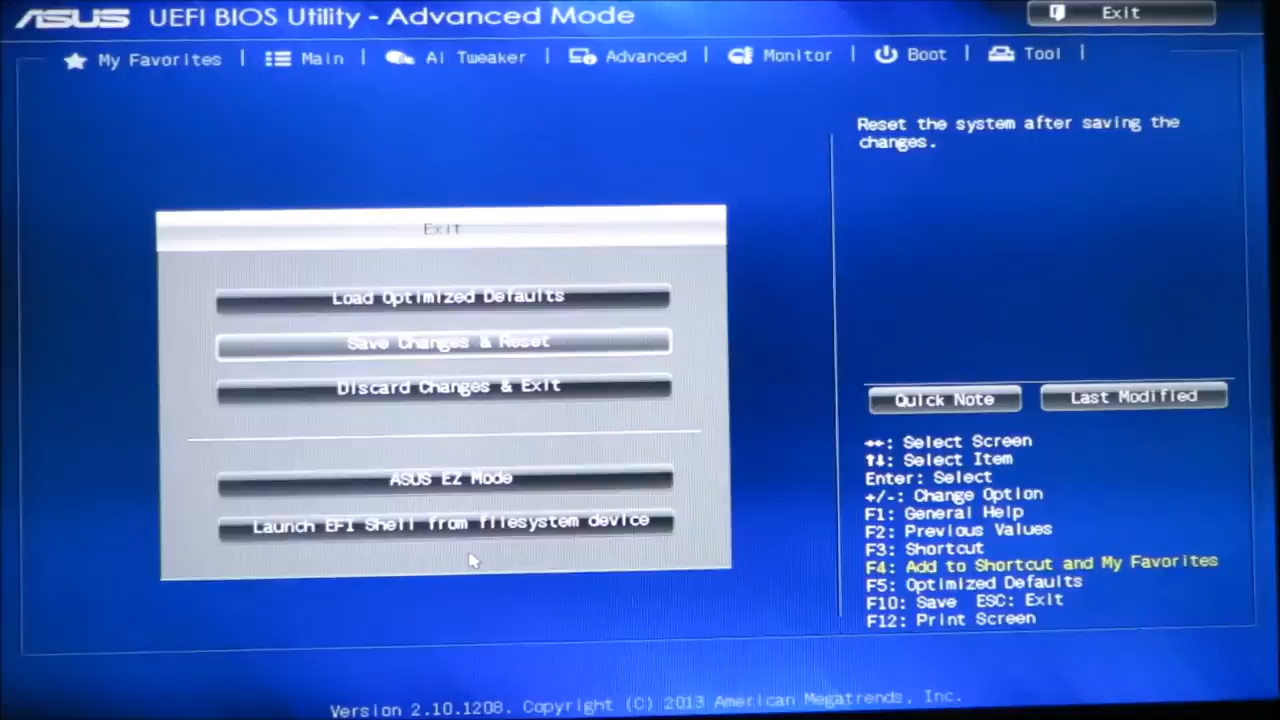 ASUS UEFI BIOS Utility - Advanced Mode
Exit
My Favorites
Main
Ai Tweaker
Advanced
Monitor
Boot
Tool
Reset the system after saving the
changes.
Exit
Load Optimized Defaults
Save Changes & Reset
Discard Changes & Exit
ASUS EZ Mode
Launch EFI Shell from filesystem device
Quick Note
Last Modified
→←: Select Screen
↑↓: Select Item
Enter: Select
+/-: Change Option
F1: General Help
F2: Previous Values
F3: Shortcut
F4: Add to Shortcut and My Favorites
F5: Optimized Defaults
F10: Save ESC: Exit
F12: Print Screen
Version 2.10.1208. Copyright (C) 2013 American Megatrends, Inc.